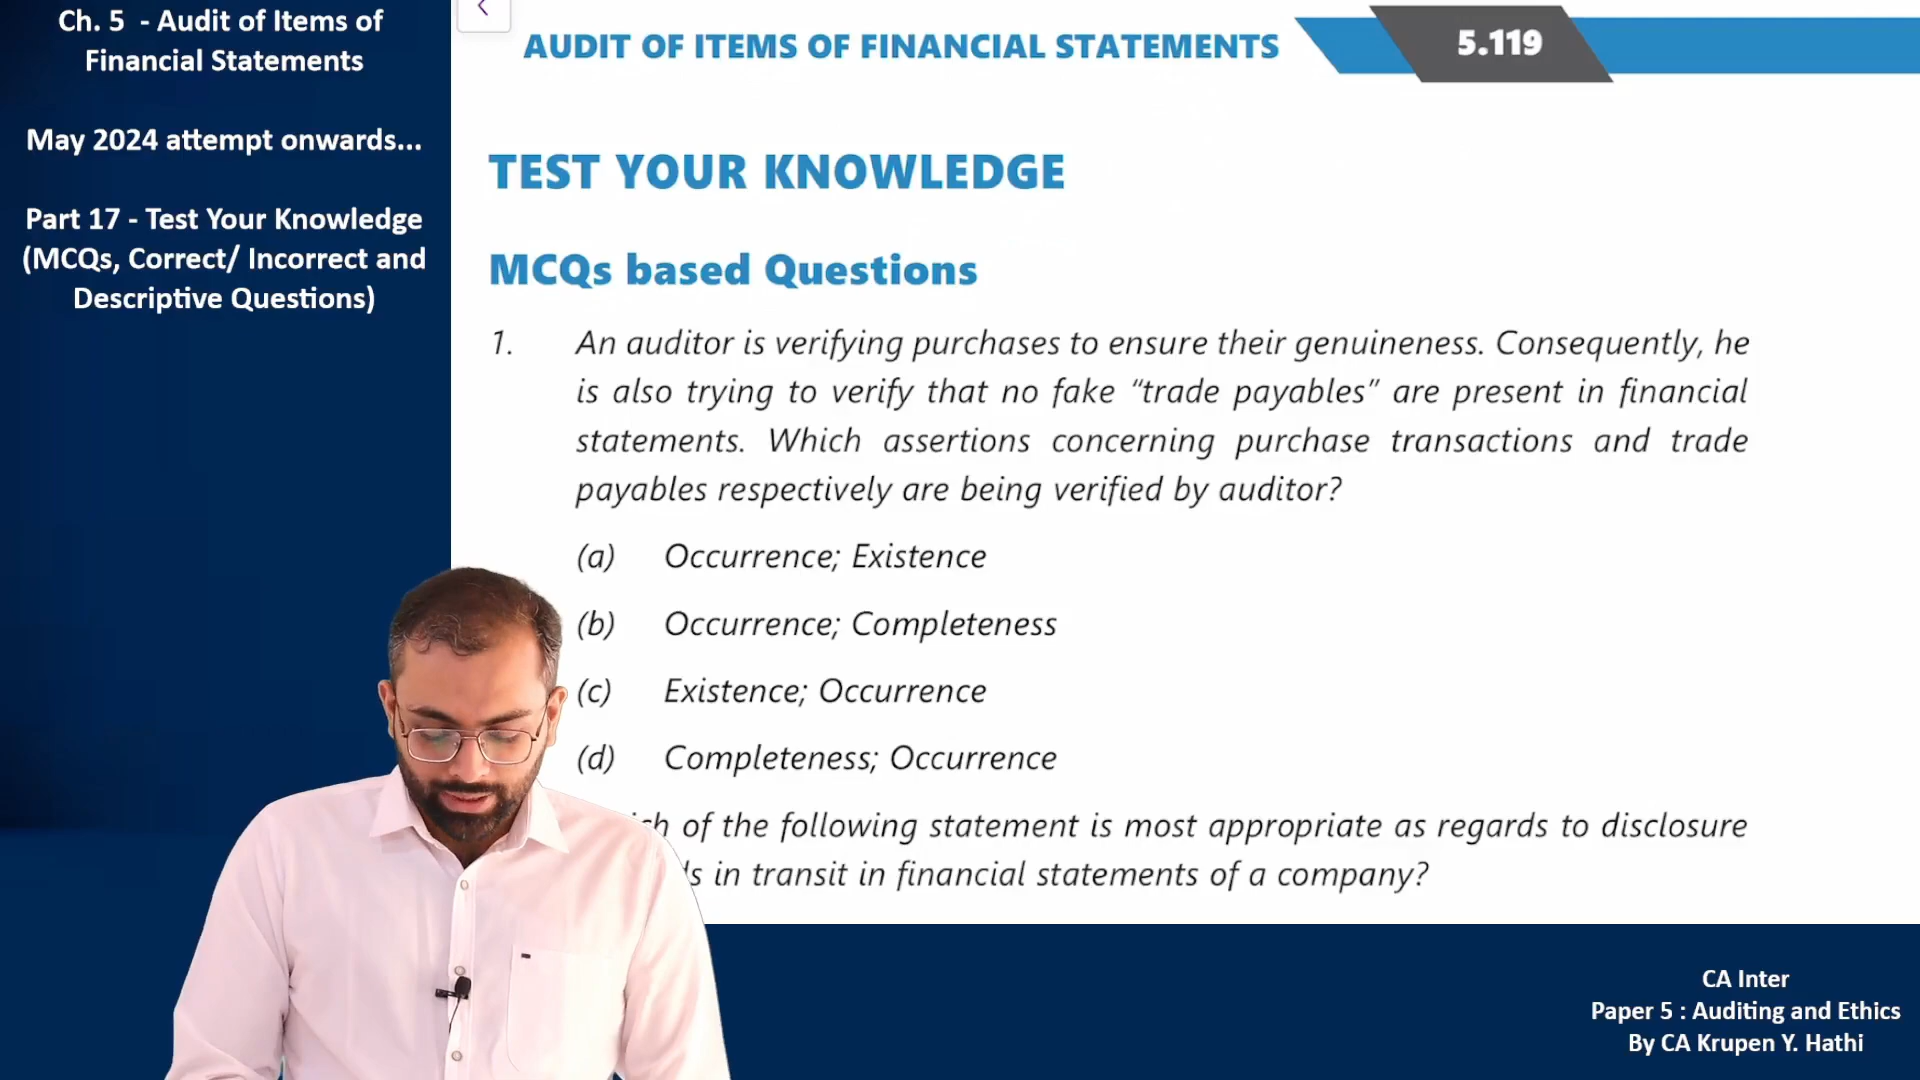 Ch. 5 - Audit of Items of
Financial Statements
May 2024 attempt onwards...
Part 17 - Test Your Knowledge
(MCQs, Correct/ Incorrect and
Descriptive Questions)
AUDIT OF ITEMS OF FINANCIAL STATEMENTS
5.119
TEST YOUR KNOWLEDGE
MCQs based Questions
1. An auditor is verifying purchases to ensure their genuineness. Consequently, he
is also trying to verify that no fake “trade payables” are present in financial
statements. Which assertions concerning purchase transactions and trade
payables respectively are being verified by auditor?
(a) Occurrence; Existence
(b) Occurrence; Completeness
(c) Existence; Occurrence
(d) Completeness; Occurrence
of the following statement is most appropriate as regards to disclosure
in transit in financial statements of a company?
CA Inter
Paper 5 : Auditing and Ethics
By CA Krupen Y. Hathi